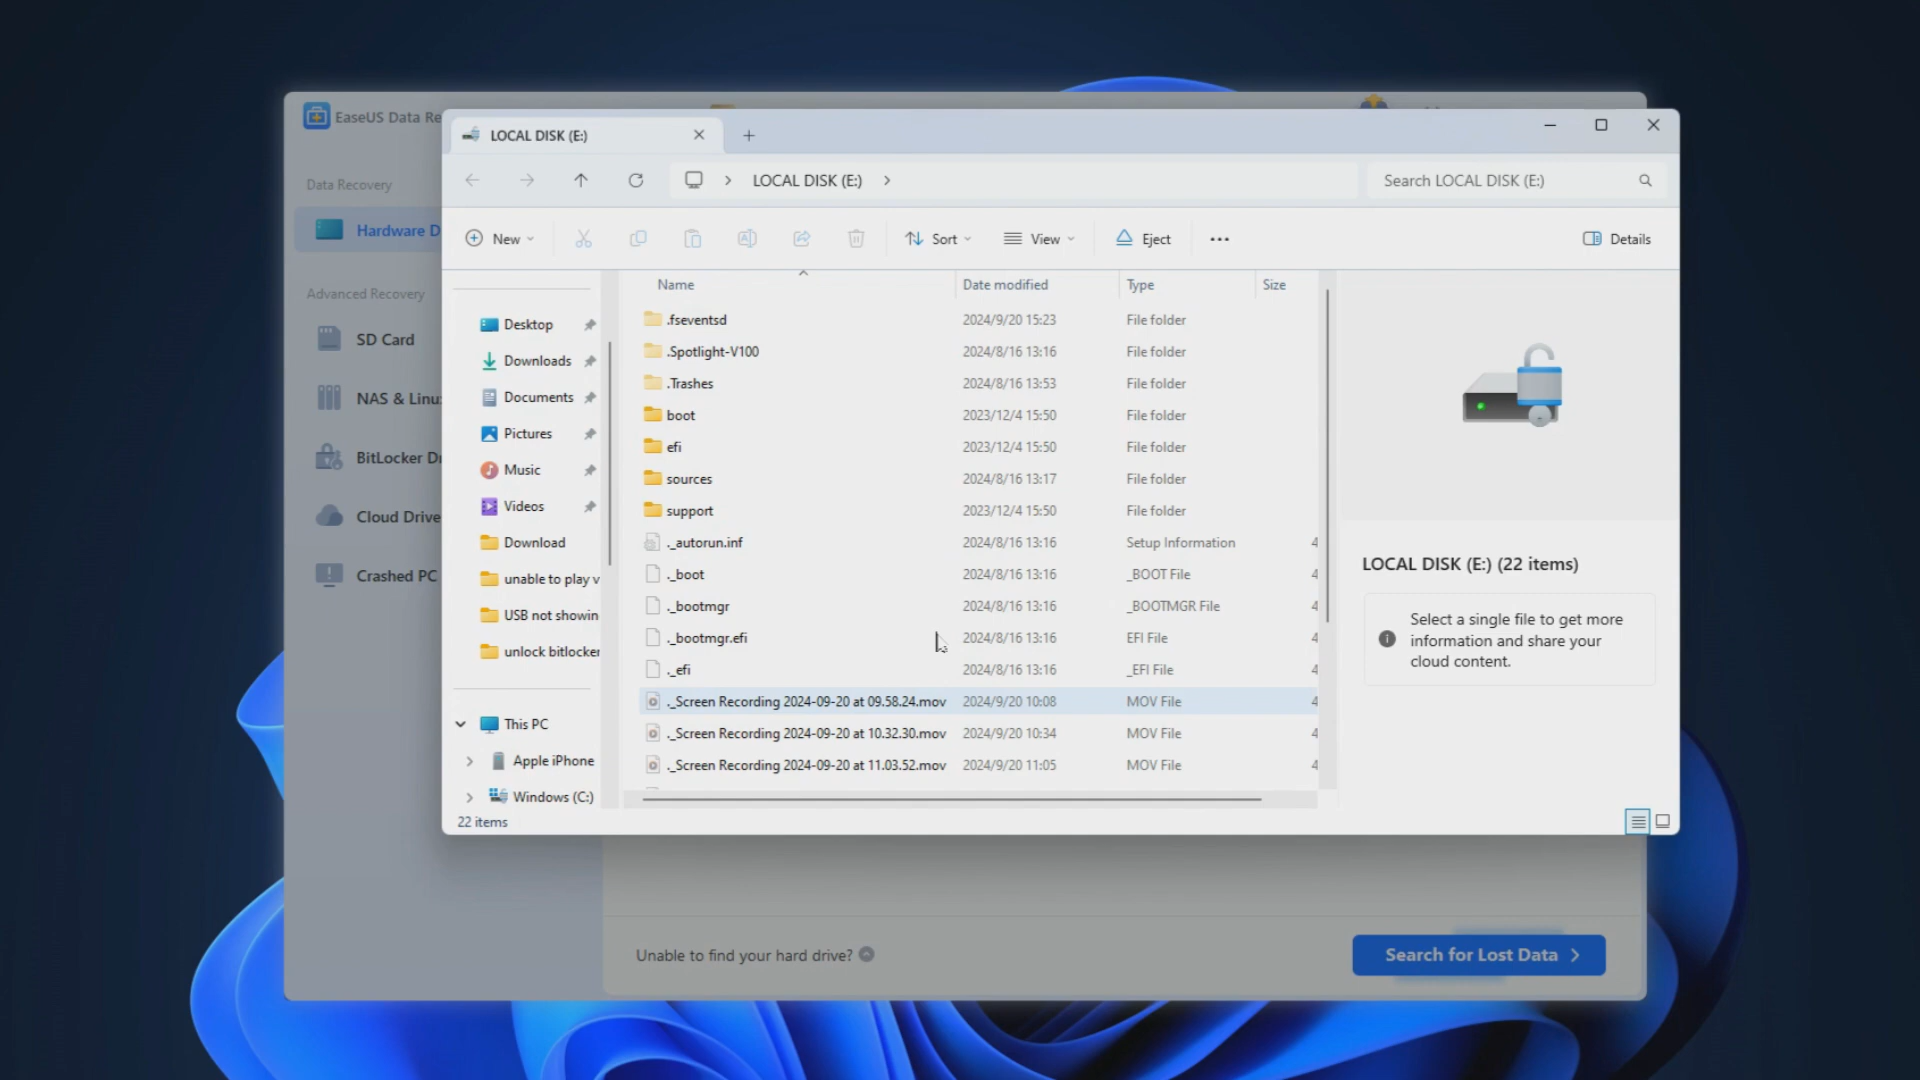 EaseUS Data Re
LOCAL DISK (E:)
LOCAL DISK (E:)
Search LOCAL DISK (E:)
Data Recovery
Hardware D
New
Sort
View
Eject
Details
Advanced Recovery
SD Card
NAS & Linu
BitLocker Dr
Cloud Drive
Crashed PC
Desktop
Downloads
Documents
Pictures
Music
Videos
Download
unable to play v
USB not showin
unlock bitlocker
This PC
Apple iPhone
Windows (C:)
22 items
Name Date modified Type Size
.fseventsd 2024/9/20 15:23 File folder
.Spotlight-V100 2024/8/16 13:16 File folder
.Trashes 2024/8/16 13:53 File folder
boot 2023/12/4 15:50 File folder
efi 2023/12/4 15:50 File folder
sources 2024/8/16 13:17 File folder
support 2023/12/4 15:50 File folder
._autorun.inf 2024/8/16 13:16 Setup Information 4
._boot 2024/8/16 13:16 _BOOT File 4
._bootmgr 2024/8/16 13:16 _BOOTMGR File 4
._bootmgr.efi 2024/8/16 13:16 EFI File 4
._efi 2024/8/16 13:16 _EFI File 4
._Screen Recording 2024-09-20 at 09.58.24.mov 2024/9/20 10:08 MOV File 4
._Screen Recording 2024-09-20 at 10.32.30.mov 2024/9/20 10:34 MOV File 4
._Screen Recording 2024-09-20 at 11.03.52.mov 2024/9/20 11:05 MOV File 4
LOCAL DISK (E:) (22 items)
Select a single file to get more
information and share your
cloud content.
Unable to find your hard drive?
Search for Lost Data